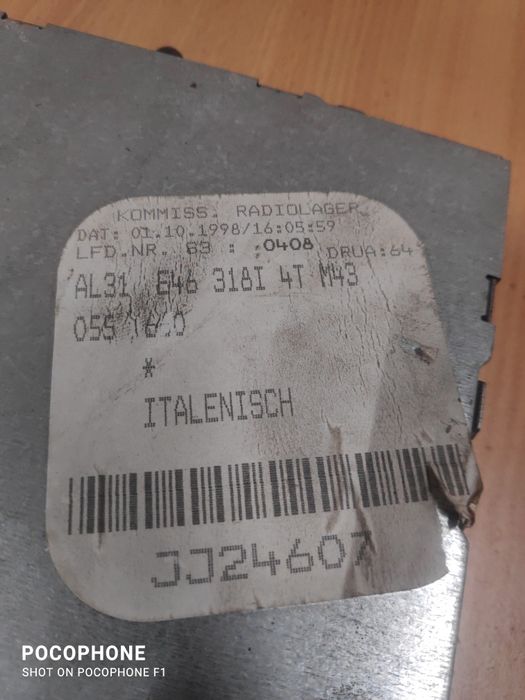 KOMMISS. RADIOLAGER
DAT: 01.10.1998/16:05:59
LFD.NR. 63 : 0408 DRUA:64
AL31 E46 318I 4T M43
*
ITALENISCH
JJ24607
POCOPHONE
SHOT ON POCOPHONE F1